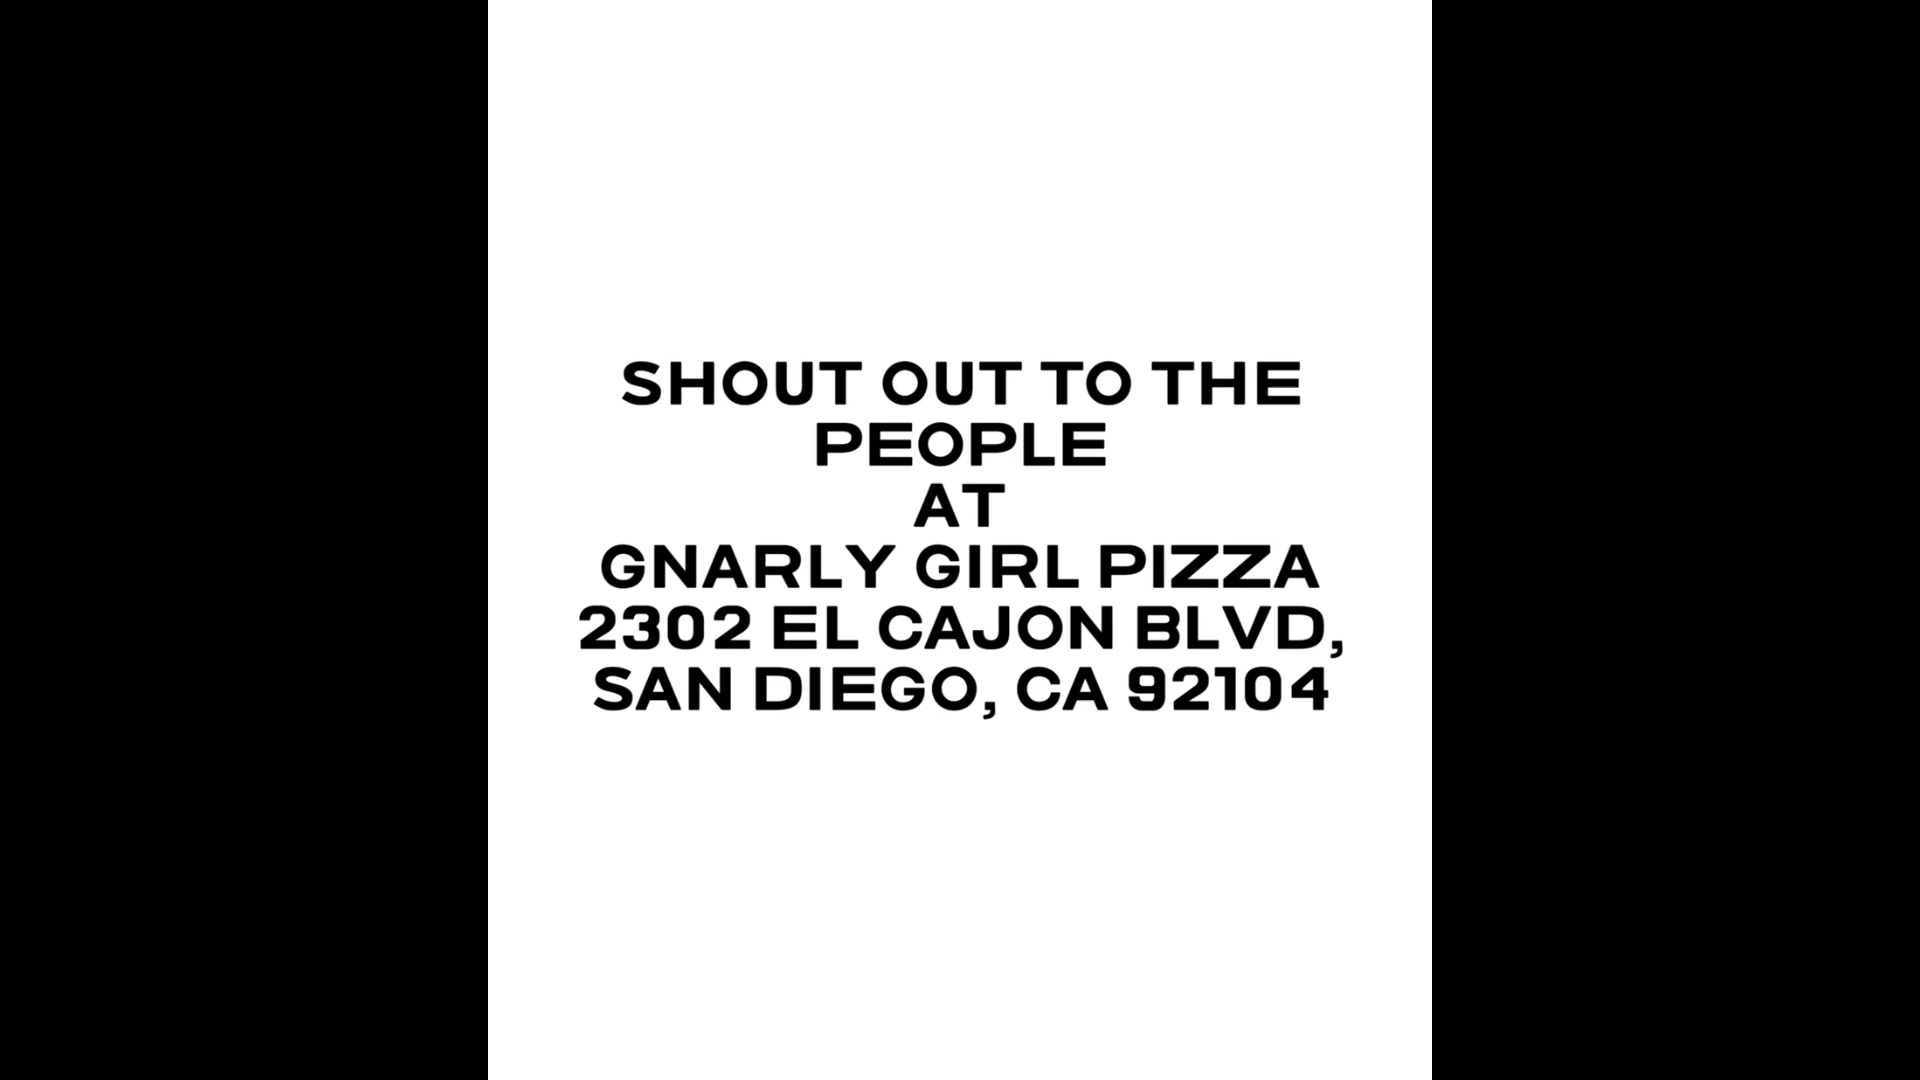 SHOUT OUT TO THE
PEOPLE
AT
GNARLY GIRL PIZZA
2302 EL CAJON BLVD,
SAN DIEGO, CA 92104